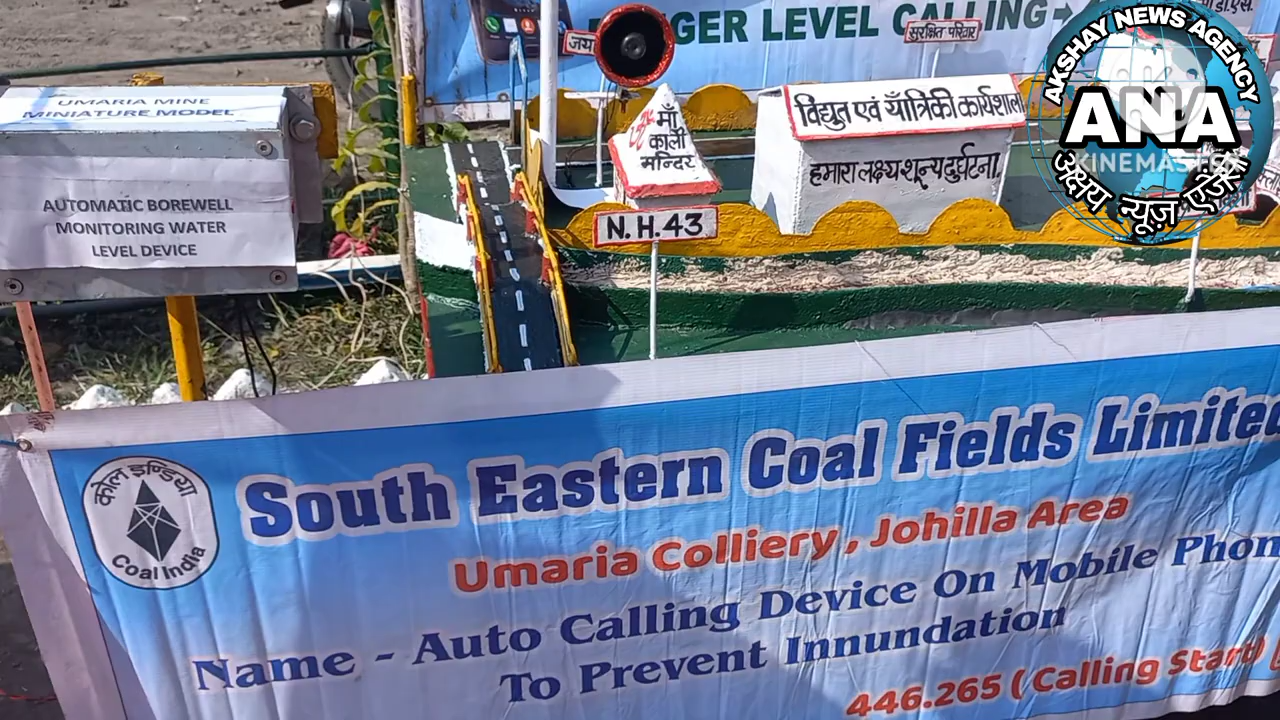 GER LEVEL CALLING
सुरक्षित परिवार
जय
AKSHAY NEWS AGENCY
ANA
KINEMASTER
अक्षय न्यूज़ एजेंसी
UMARIA MINE
MINIATURE MODEL
AUTOMATIC BOREWELL
MONITORING WATER
LEVEL DEVICE
माँ
काली
मन्दिर
विद्युत एवं याँत्रिकी कार्यशाला
हमारा लक्ष्य शून्य दुर्घटना
N.H.43
कोल इण्डिया
Coal India
South Eastern Coal Fields Limited
Umaria Colliery, Johilla Area
Name - Auto Calling Device On Mobile Phon
To Prevent Innundation
446.265 (Calling Start)